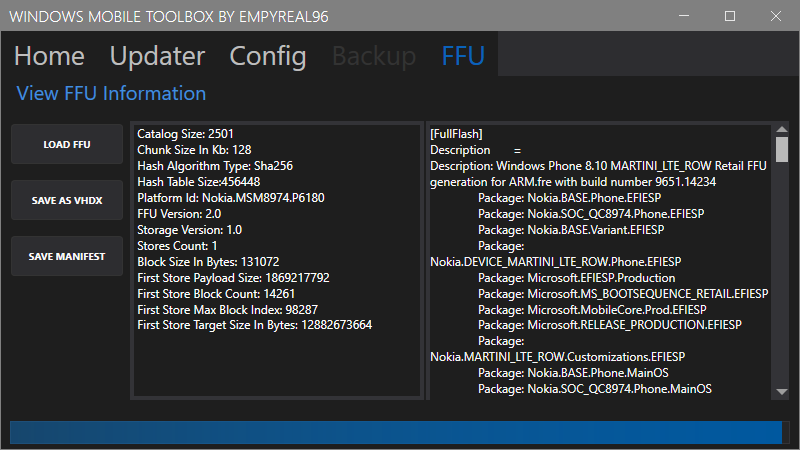 WINDOWS MOBILE TOOLBOX BY EMPYREAL96
Home Updater Config Backup FFU
View FFU Information
LOAD FFU
SAVE AS VHDX
SAVE MANIFEST
Catalog Size: 2501
Chunk Size In Kb: 128
Hash Algorithm Type: Sha256
Hash Table Size:456448
Platform Id: Nokia.MSM8974.P6180
FFU Version: 2.0
Storage Version: 1.0
Stores Count: 1
Block Size In Bytes: 131072
First Store Payload Size: 1869217792
First Store Block Count: 14261
First Store Max Block Index: 98287
First Store Target Size In Bytes: 12882673664
[FullFlash]
Description =
Description: Windows Phone 8.10 MARTINI_LTE_ROW Retail FFU
generation for ARM.fre with build number 9651.14234
Package: Nokia.BASE.Phone.EFIESP
Package: Nokia.SOC_QC8974.Phone.EFIESP
Package: Nokia.BASE.Variant.EFIESP
Package:
Nokia.DEVICE_MARTINI_LTE_ROW.Phone.EFIESP
Package: Microsoft.EFIESP.Production
Package: Microsoft.MS_BOOTSEQUENCE_RETAIL.EFIESP
Package: Microsoft.MobileCore.Prod.EFIESP
Package: Microsoft.RELEASE_PRODUCTION.EFIESP
Package:
Nokia.MARTINI_LTE_ROW.Customizations.EFIESP
Package: Nokia.BASE.Phone.MainOS
Package: Nokia.SOC_QC8974.Phone.MainOS